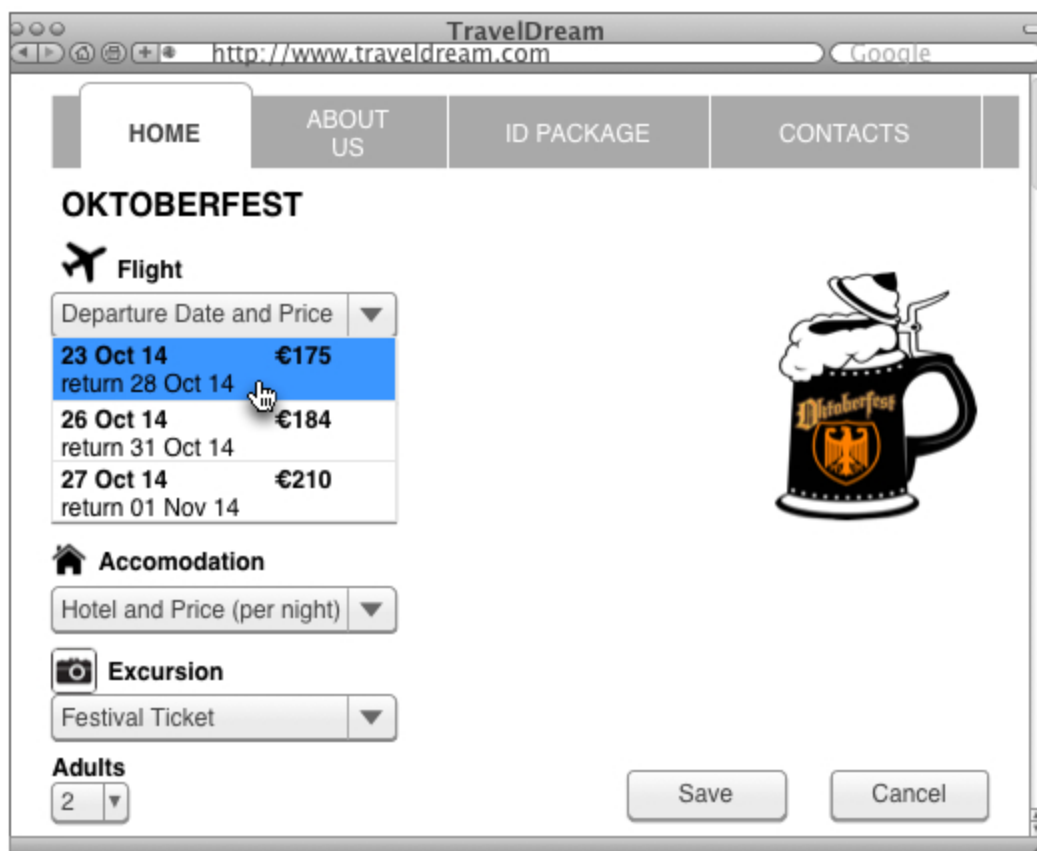 TravelDream
http://www.traveldream.com
Google
HOME
ABOUT
US
ID PACKAGE
CONTACTS
OKTOBERFEST
Flight
Departure Date and Price
23 Oct 14 €175
return 28 Oct 14
26 Oct 14 €184
return 31 Oct 14
27 Oct 14 €210
return 01 Nov 14
Oktoberfest
Accomodation
Hotel and Price (per night)
Excursion
Festival Ticket
Adults
2
Save
Cancel